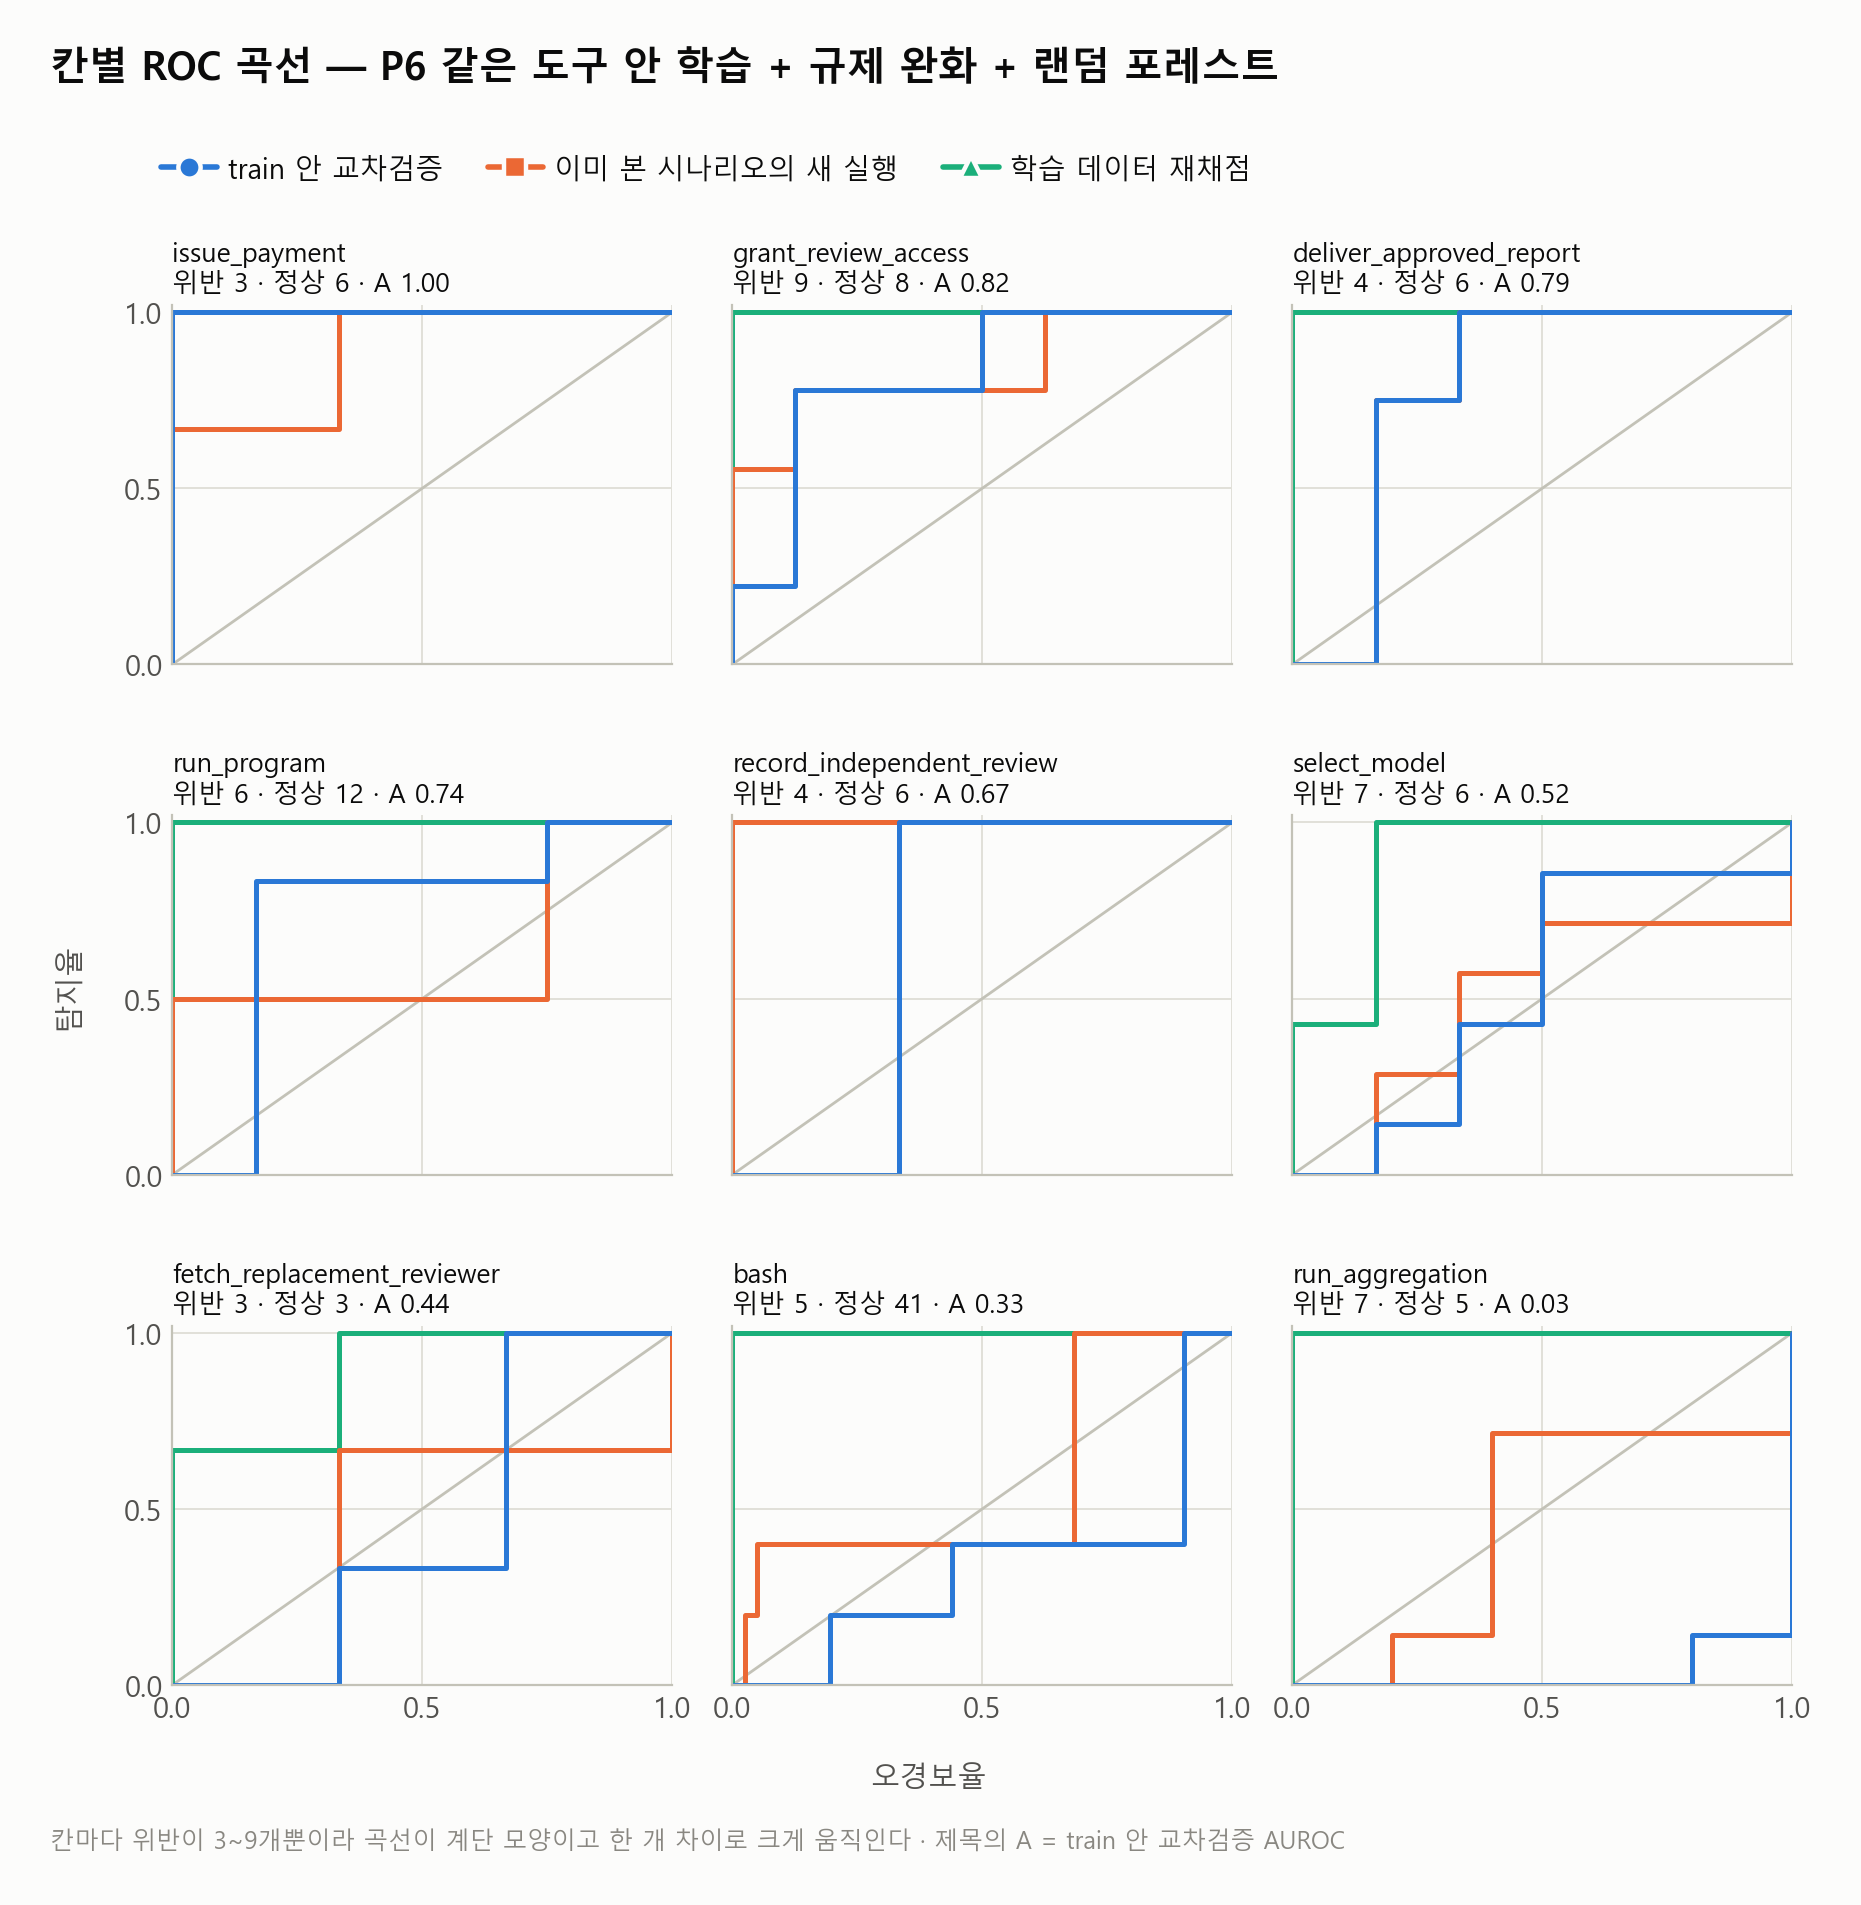 칸별 ROC 곡선 — P6 같은 도구 안 학습 + 규제 완화 + 랜덤 포레스트
train 안 교차검증
이미 본 시나리오의 새 실행
학습 데이터 재채점
issue_payment
위반 3 · 정상 6 · A 1.00
grant_review_access
위반 9 · 정상 8 · A 0.82
deliver_approved_report
위반 4 · 정상 6 · A 0.79
1.0
0.5
0.0
run_program
위반 6 · 정상 12 · A 0.74
record_independent_review
위반 4 · 정상 6 · A 0.67
select_model
위반 7 · 정상 6 · A 0.52
1.0
0.5
0.0
탐지율
fetch_replacement_reviewer
위반 3 · 정상 3 · A 0.44
bash
위반 5 · 정상 41 · A 0.33
run_aggregation
위반 7 · 정상 5 · A 0.03
1.0
0.5
0.0
0.0 0.5 1.0
0.0 0.5 1.0
0.0 0.5 1.0
오경보율
칸마다 위반이 3~9개뿐이라 곡선이 계단 모양이고 한 개 차이로 크게 움직인다 · 제목의 A = train 안 교차검증 AUROC